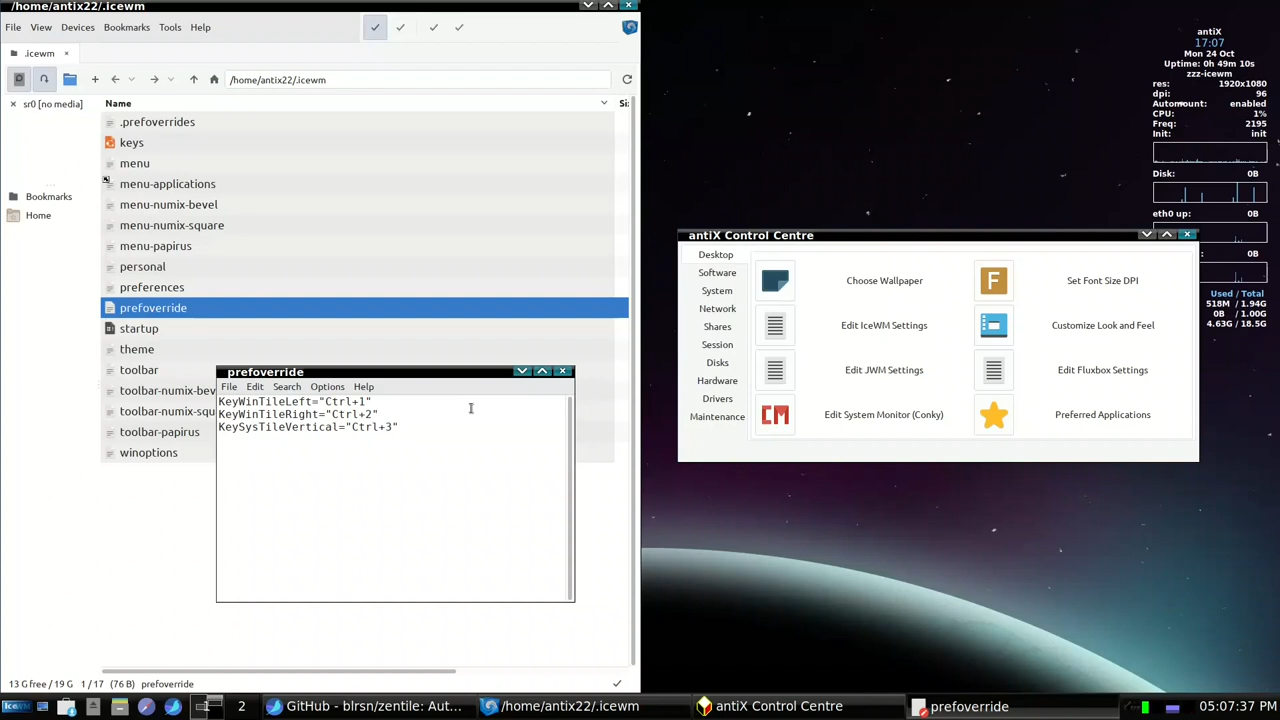 /home/antix22/.icewm
File View Devices Bookmarks Tools Help
.icewm
/home/antix22/.icewm
sr0 [no media]
Bookmarks
Home
Name
.prefoverrides
keys
menu
menu-applications
menu-numix-bevel
menu-numix-square
menu-papirus
personal
preferences
prefoverride
startup
theme
toolbar
toolbar-numix-bev
toolbar-numix-squ
toolbar-papirus
winoptions
prefoverride
File Edit Search Options Help
KeyWinTileLeft="Ctrl+1"
KeyWinTileRight="Ctrl+2"
KeySysTileVertical="Ctrl+3"
13 G free / 19 G 1 / 17 (76 B) prefoverride
antiX Control Centre
Desktop
Software
System
Network
Shares
Session
Disks
Hardware
Drivers
Maintenance
Choose Wallpaper
Set Font Size DPI
Edit IceWM Settings
Customize Look and Feel
Edit JWM Settings
Edit Fluxbox Settings
Edit System Monitor (Conky)
Preferred Applications
antiX
17:07
Mon 24 Oct
Uptime: 0h 49m 10s
zzz-icewm
res: 1920x1080
dpi: 96
Automount: enabled
CPU: 1%
Freq: 2195
Init: init
Disk: 0B
eth0 up: 0B
: 0B
Used / Total
518M / 1.94G
0B / 1.00G
4.63G / 18.5G
IceWM
2
GitHub - blrsn/zentile: Aut...
/home/antix22/.icewm
antiX Control Centre
prefoverride
05:07:37 PM